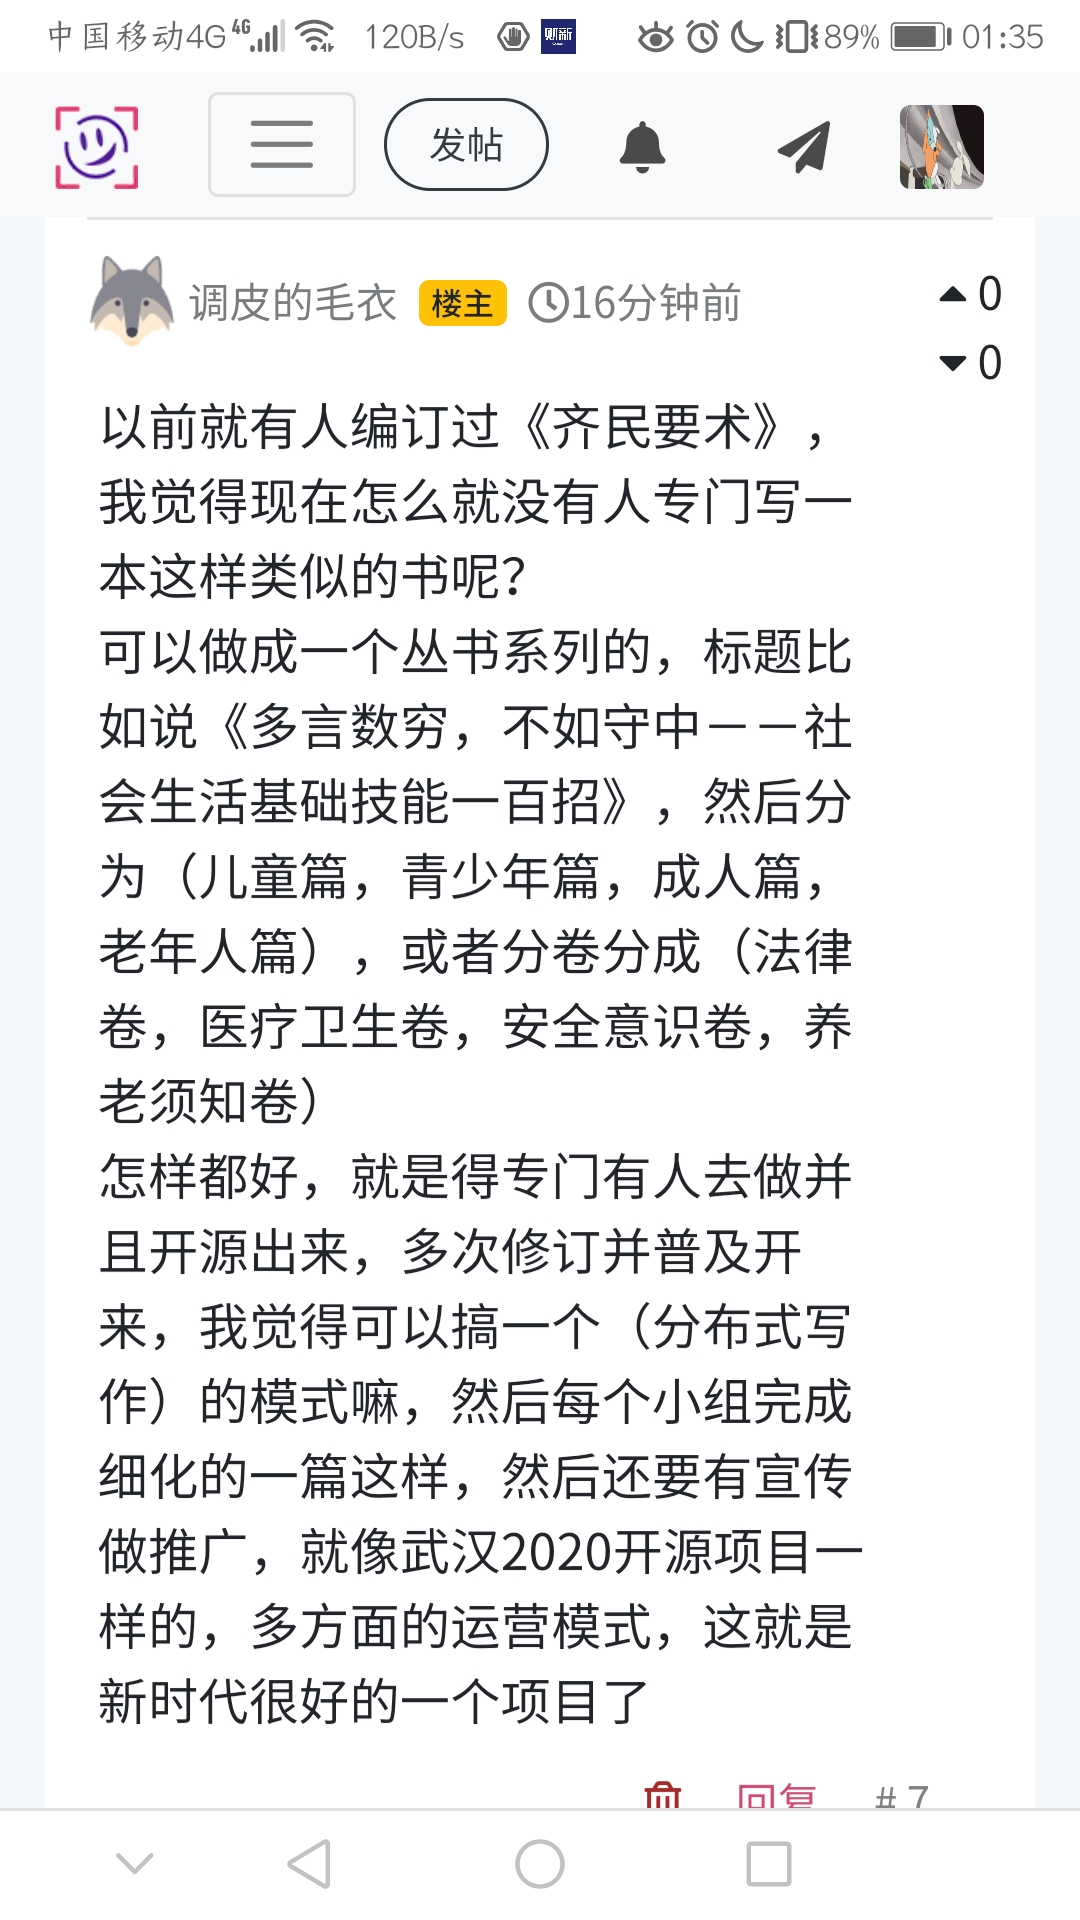 中国移动4G 4G 120B/s 财新 89% 01:35
发帖
调皮的毛衣 楼主 16分钟前
0
0
以前就有人编订过《齐民要术》，
我觉得现在怎么就没有人专门写一
本这样类似的书呢？
可以做成一个丛书系列的，标题比
如说《多言数穷，不如守中－－社
会生活基础技能一百招》，然后分
为（儿童篇，青少年篇，成人篇，
老年人篇），或者分卷分成（法律
卷，医疗卫生卷，安全意识卷，养
老须知卷）
怎样都好，就是得专门有人去做并
且开源出来，多次修订并普及开
来，我觉得可以搞一个（分布式写
作）的模式嘛，然后每个小组完成
细化的一篇这样，然后还要有宣传
做推广，就像武汉2020开源项目一
样的，多方面的运营模式，这就是
新时代很好的一个项目了
回复 # 7